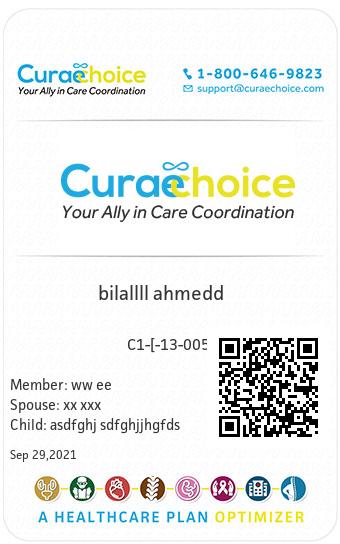 Curaechoice
Your Ally in Care Coordination
1-800-646-9823
support@curaechoice.com
Curaechoice
Your Ally in Care Coordination
bilallll ahmedd
C1-[-13-005
Member: ww ee
Spouse: xx xxx
Child: asdfghj sdfghjjhgfds
Sep 29,2021
A HEALTHCARE PLAN OPTIMIZER